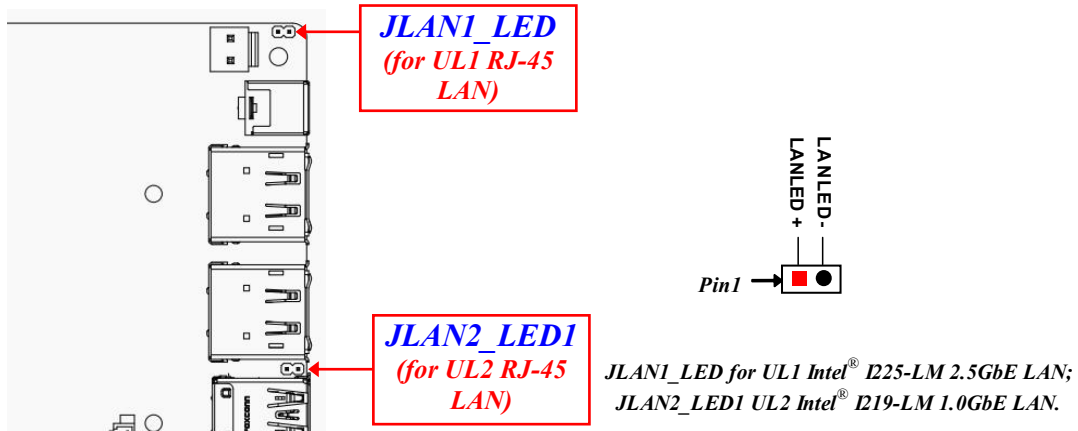 JLAN1_LED
(for UL1 RJ-45
LAN)
LANLED +
LANLED-
Pin1
JLAN2_LED1
(for UL2 RJ-45
LAN)
FOXCONN
JLAN1_LED for UL1 Intel® I225-LM 2.5GbE LAN;
JLAN2_LED1 UL2 Intel® I219-LM 1.0GbE LAN.